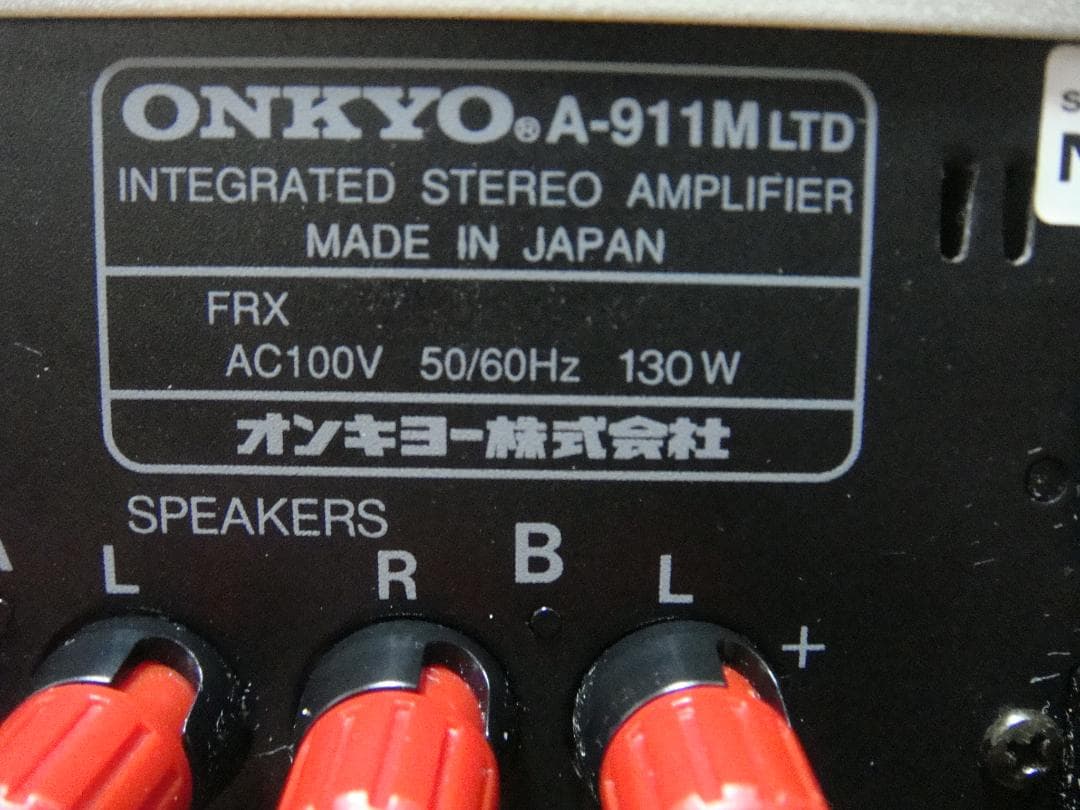 ONKYO® A-911M LTD
INTEGRATED STEREO AMPLIFIER
MADE IN JAPAN
FRX
AC100V 50/60Hz 130W
オンキヨー株式会社
SPEAKERS
L R B L
+